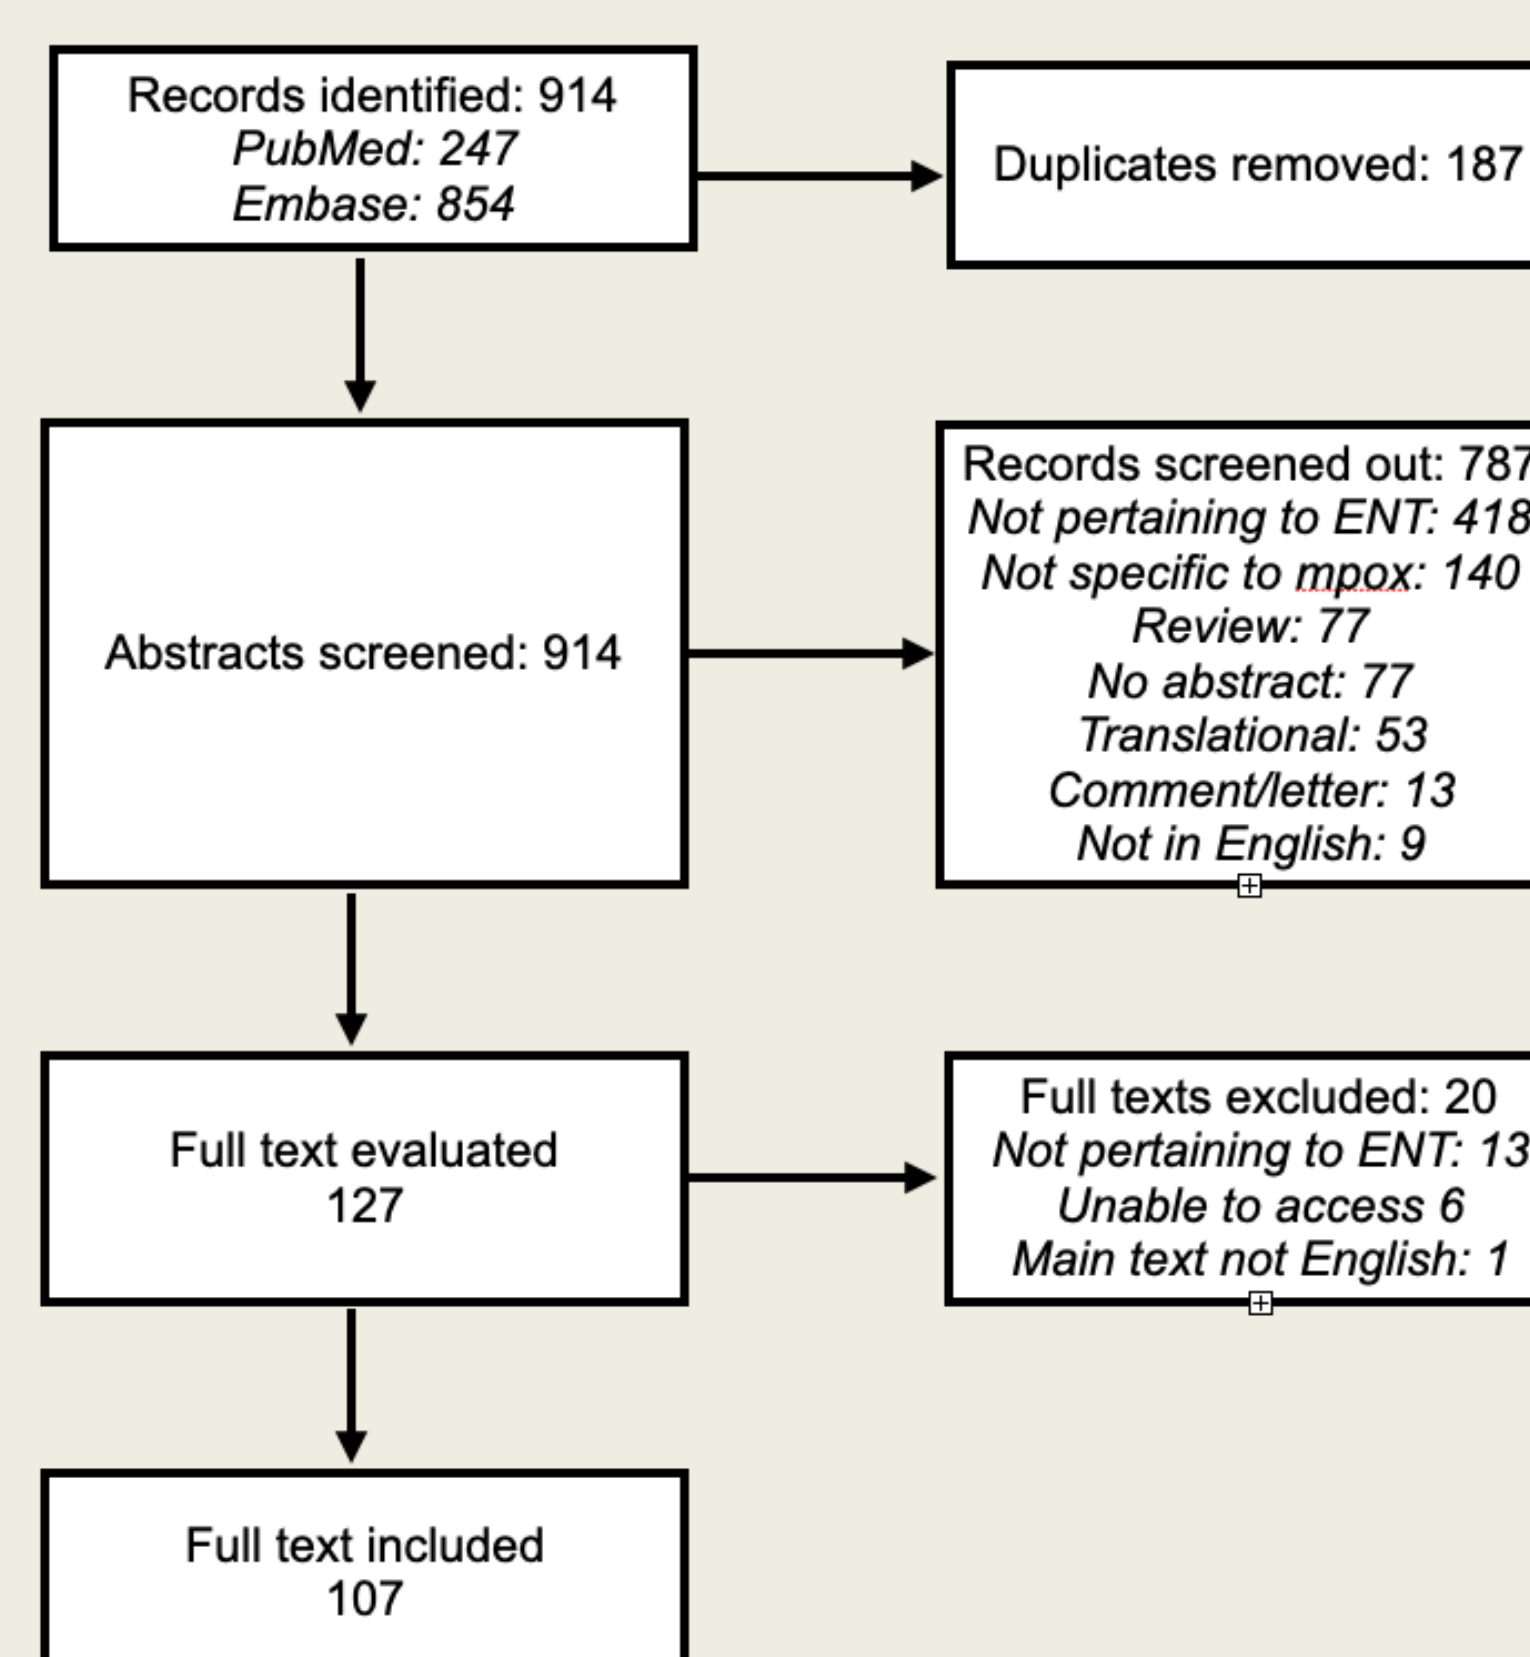 Records identified: 914
PubMed: 247
Embase: 854
Duplicates removed: 187
Abstracts screened: 914
Records screened out: 787
Not pertaining to ENT: 418
Not specific to mpox: 140
Review: 77
No abstract: 77
Translational: 53
Comment/letter: 13
Not in English: 9
Full text evaluated
127
Full texts excluded: 20
Not pertaining to ENT: 13
Unable to access 6
Main text not English: 1
Full text included
107